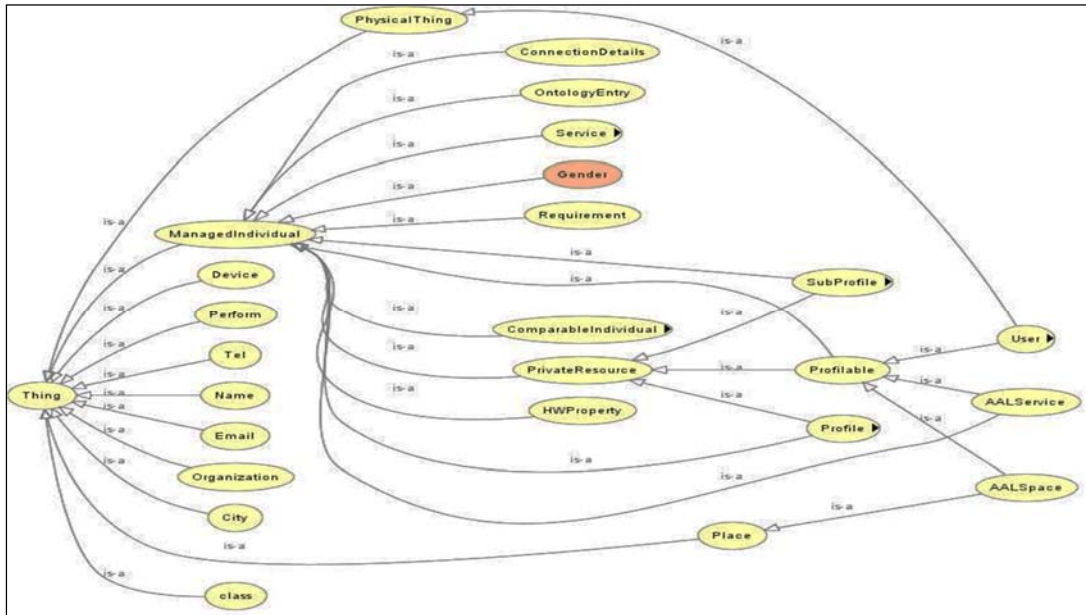 PhysicalThing
is-a
ConnectionDetails
is-a
OntologyEntry
is-a
Service
is-a
Gender
is-a
Requirement
is-a
is-a
ManagedIndividual
is-a
SubProfile
is-a
Device
is-a
is-a
Perform
is-a
ComparableIndividual
is-a
User
is-a
Tel
is-a
PrivateResource
is-a
Profilable
is-a
is-a
Thing
is-a
Name
is-a
HWProperty
is-a
is-a
AALService
is-a
Email
Profile
is-a
is-a
Organization
is-a
is-a
AALSpace
is-a
City
Place
is-a
is-a
is-a
class